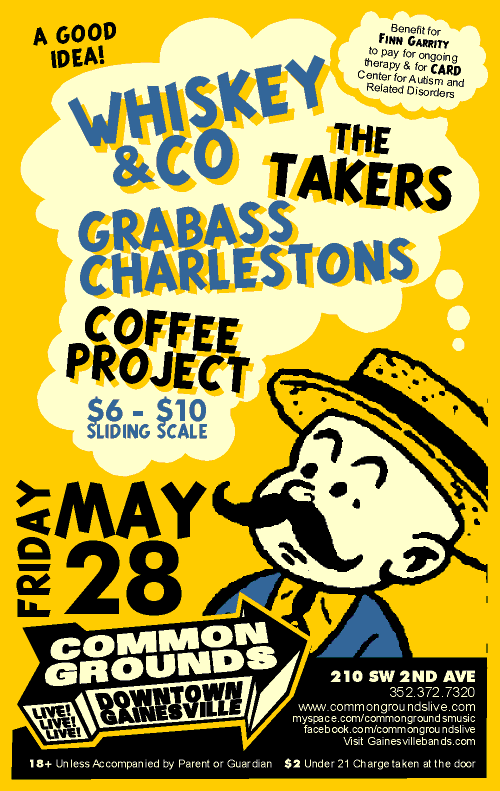 A GOOD
IDEA!
Benefit for
FINN GARRITY
to pay for ongoing
therapy & for CARD
Center for Autism and
Related Disorders
WHISKEY
& CO
THE
TAKERS
GRABASS
CHARLESTONS
COFFEE
PROJECT
$6 - $10
SLIDING SCALE
FRIDAY
MAY
28
COMMON
GROUNDS
LIVE!
LIVE!
LIVE!
DOWNTOWN
GAINESVILLE
210 SW 2ND AVE
352.372.7320
www.commongroundslive.com
myspace.com/commongroundsmusic
facebook.com/commongroundslive
Visit Gainesvillebands.com
18+ Unless Accompanied by Parent or Guardian $2 Under 21 Charge taken at the door